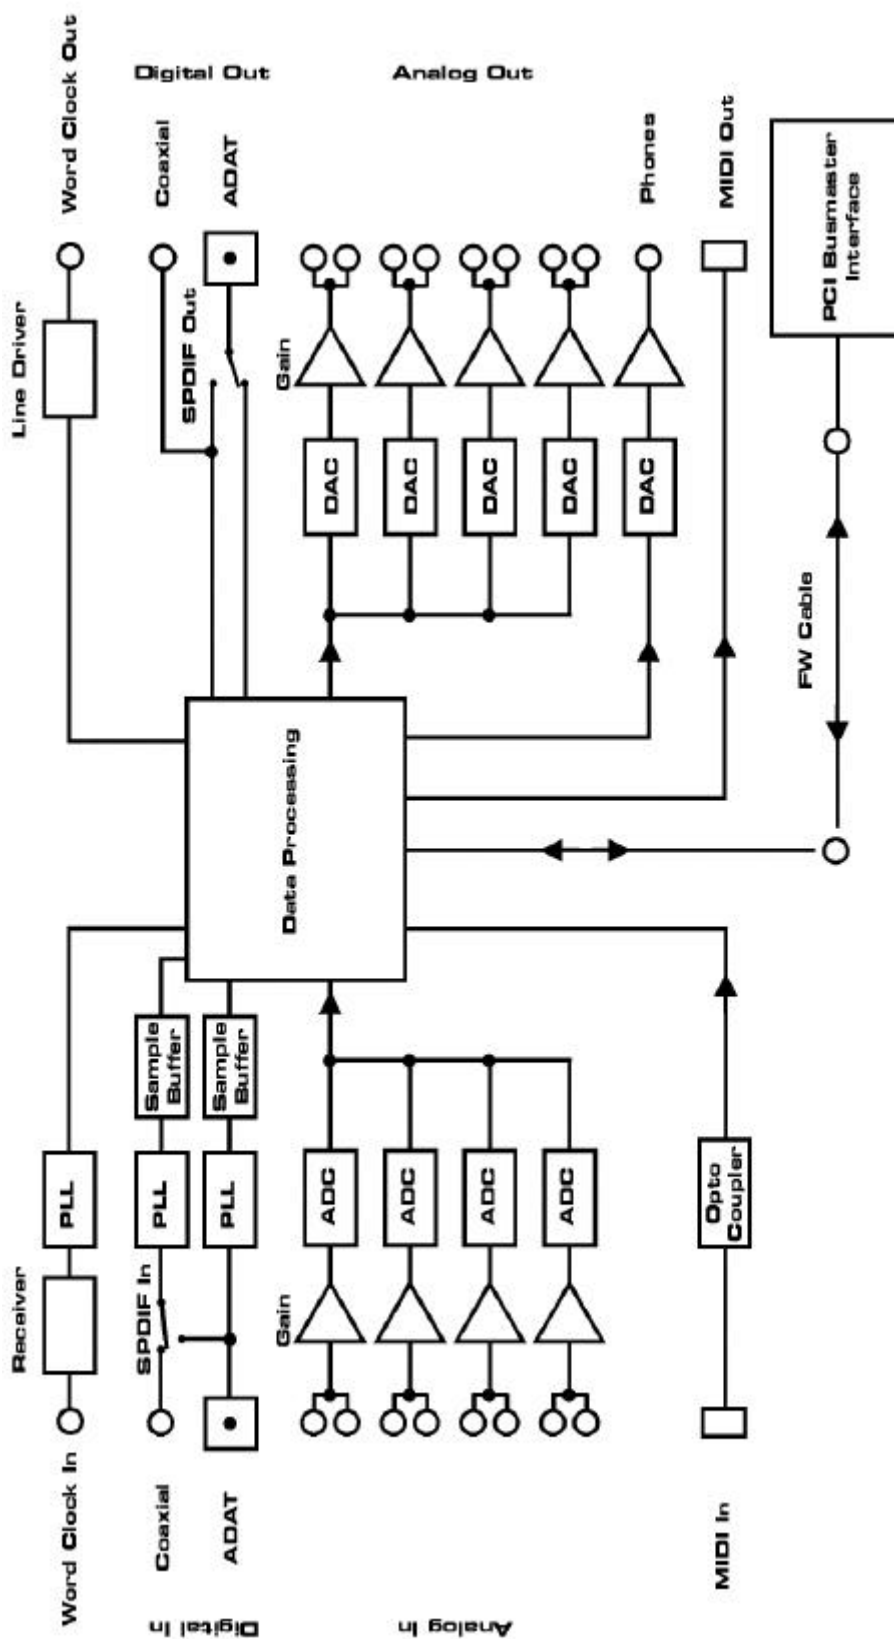 Word Clock In
Receiver
PLL
Line Driver
Word Clock Out
Digital In
Coaxial
SPDIF In
PLL
Sample
Buffer
ADAT
PLL
Sample
Buffer
Data Processing
SPDIF Out
Coaxial
ADAT
Digital Out
Analog In
Gain
ADC
ADC
ADC
ADC
DAC
DAC
DAC
DAC
DAC
Gain
Analog Out
Phones
MIDI In
Opto
Coupler
MIDI Out
FW Cable
PCI Busmaster
Interface